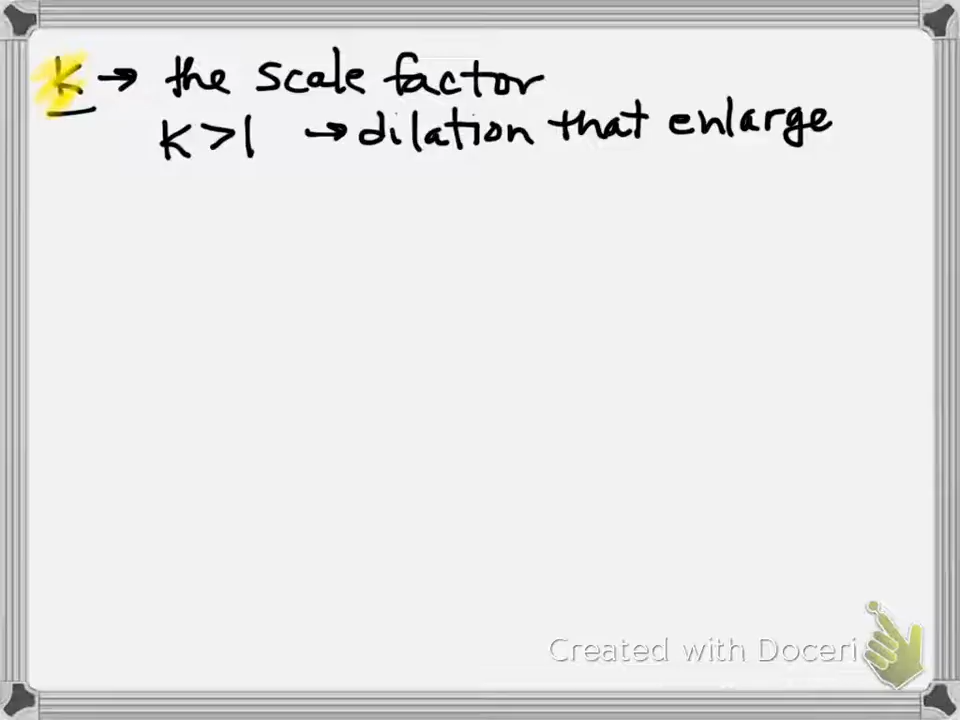 k → the scale factor
k > 1 → dilation that enlarge
Created with Doceri